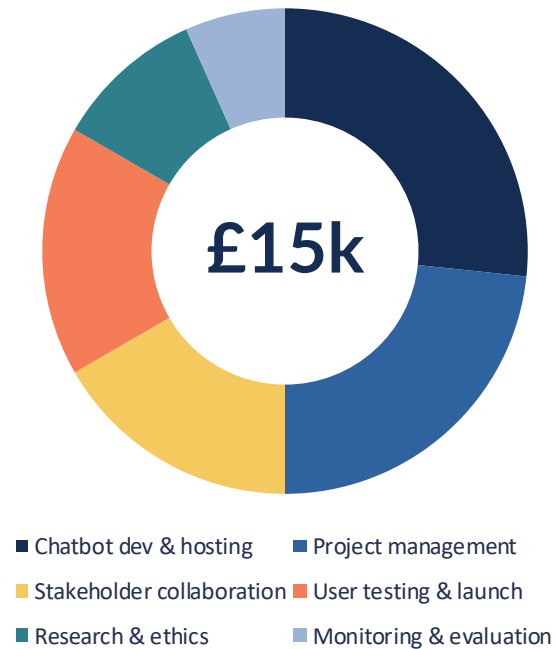 £15k
Chatbot dev & hosting
Project management
Stakeholder collaboration
User testing & launch
Research & ethics
Monitoring & evaluation